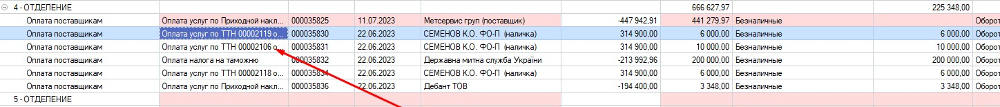 4 - ОТДЕЛЕНИЕ 666 627,97 225 348,00
Оплата поставщикам Оплата услуг по Приходной накл... 000035825 11.07.2023 Метсервис груп (поставщик) -447 942,91 441 279,97 Безналичные Оборот
Оплата поставщикам Оплата услуг по ТТН 00002119 о... 000035830 22.06.2023 СЕМЕНОВ К.О. ФО-П (наличка) 314 900,00 6 000,00 Безналичные 6 000,00 Оборот
Оплата поставщикам Оплата услуг по ТТН 00002106 о... 000035831 22.06.2023 СЕМЕНОВ К.О. ФО-П (наличка) 314 900,00 10 000,00 Безналичные 10 000,00 Оборот
Оплата поставщикам Оплата налога на таможню 000035832 22.06.2023 Державна митна служба України -213 992,96 200 000,00 Безналичные 200 000,00 Оборот
Оплата поставщикам Оплата услуг по ТТН 00002118 о... 000035834 22.06.2023 СЕМЕНОВ К.О. ФО-П (наличка) 314 900,00 6 000,00 Безналичные 6 000,00 Оборот
Оплата поставщикам Оплата услуг по Приходной накл... 000035836 22.06.2023 Дебант ТОВ -194 400,00 3 348,00 Безналичные 3 348,00 Оборот
5 - ОТДЕЛЕНИЕ